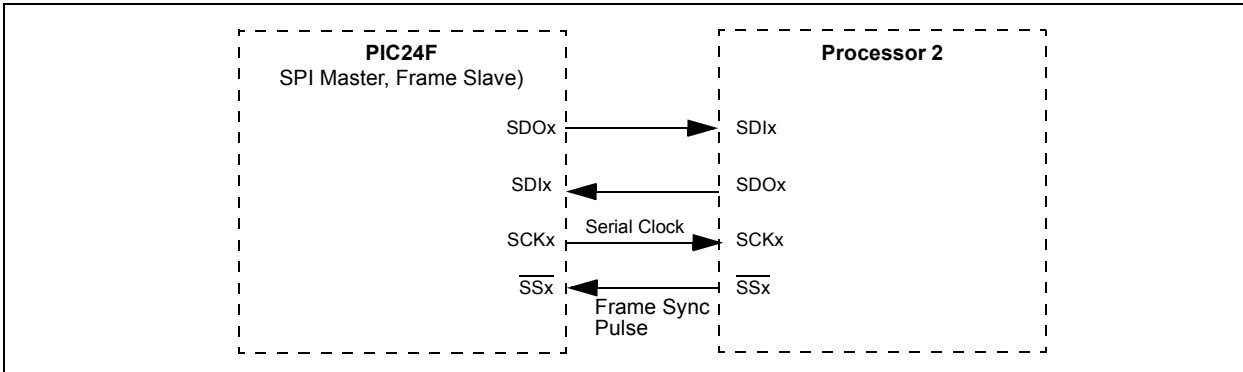 PIC24F
SPI Master, Frame Slave)
Processor 2
SDOx
SDIx
SDIx
SDOx
SCKx
Serial Clock
SCKx
SSx
Frame Sync
Pulse
SSx